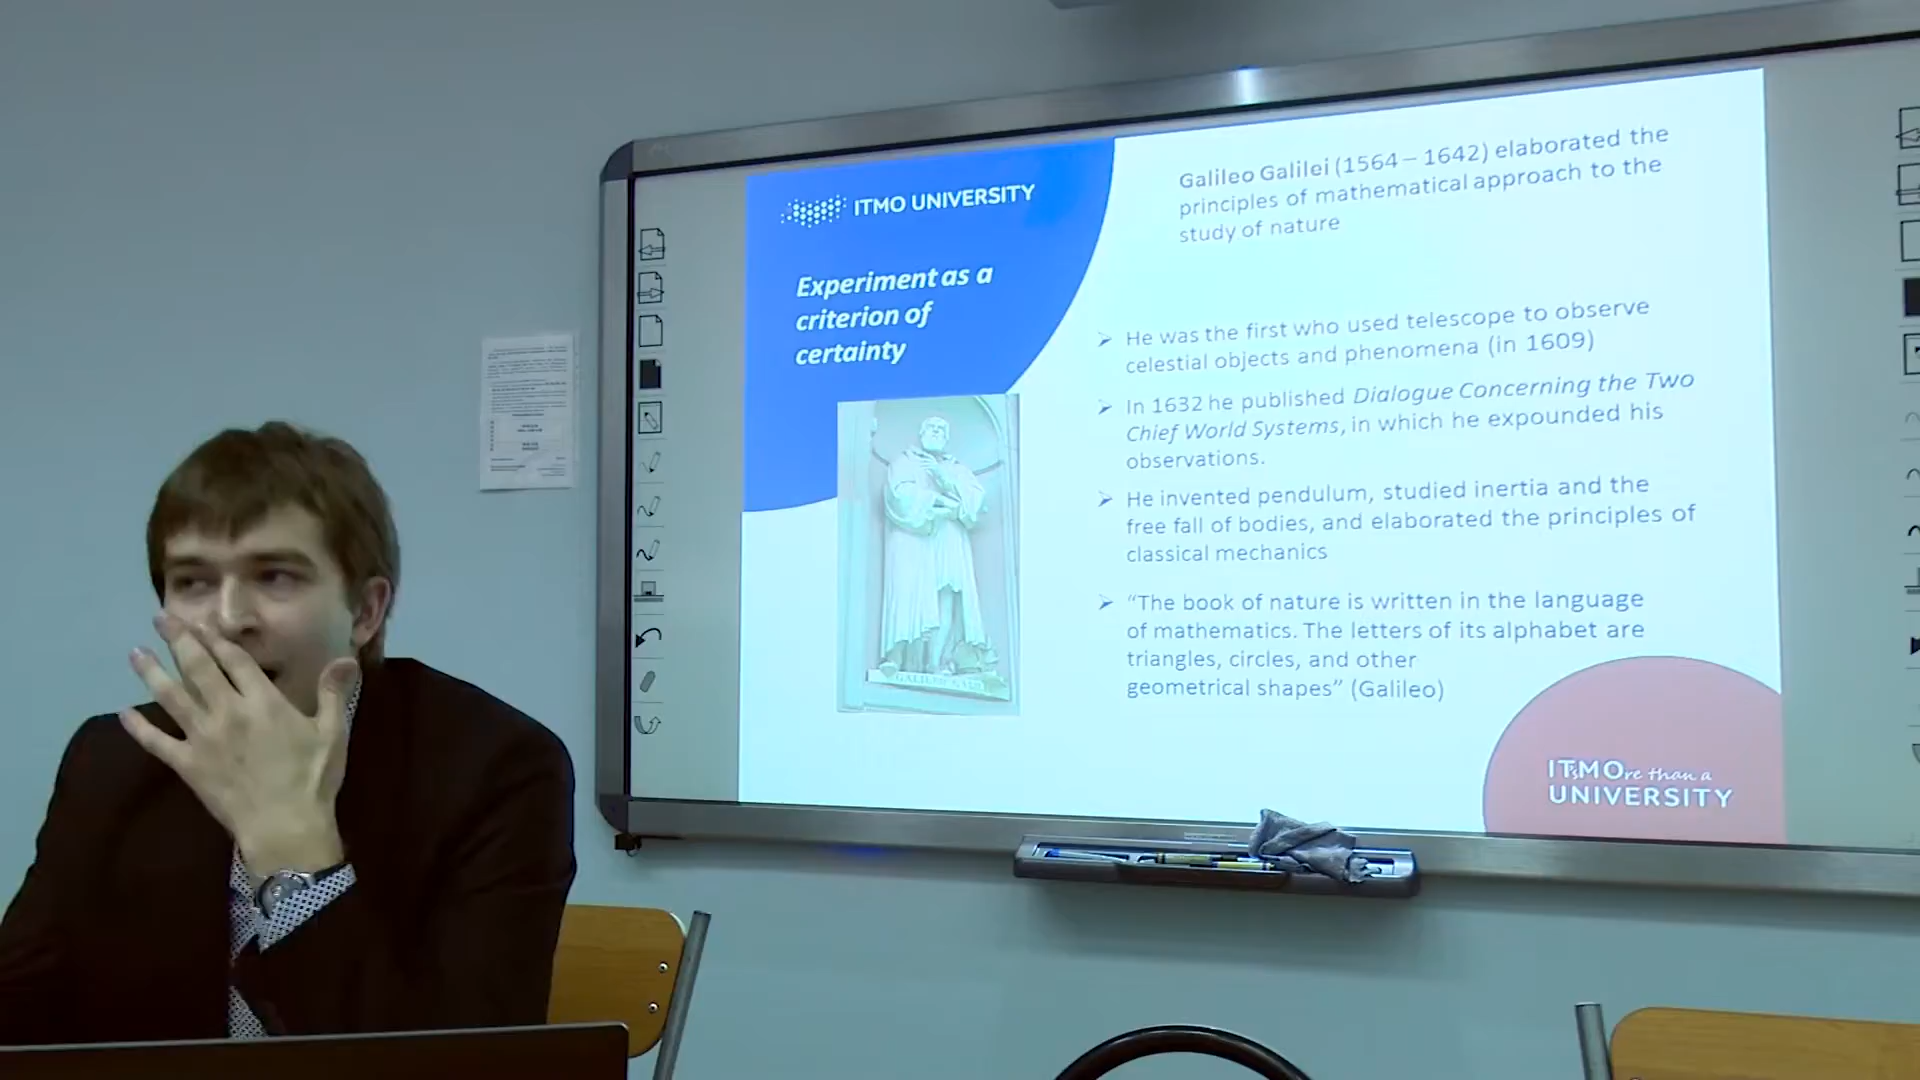 ITMO UNIVERSITY
Experiment as a
criterion of
certainty
Galileo Galilei (1564 – 1642) elaborated the
principles of mathematical approach to the
study of nature
He was the first who used telescope to observe
celestial objects and phenomena (in 1609)
In 1632 he published Dialogue Concerning the Two
Chief World Systems, in which he expounded his
observations.
He invented pendulum, studied inertia and the
free fall of bodies, and elaborated the principles of
classical mechanics
“The book of nature is written in the language
of mathematics. The letters of its alphabet are
triangles, circles, and other
geometrical shapes” (Galileo)
IT'sMOre than a
UNIVERSITY